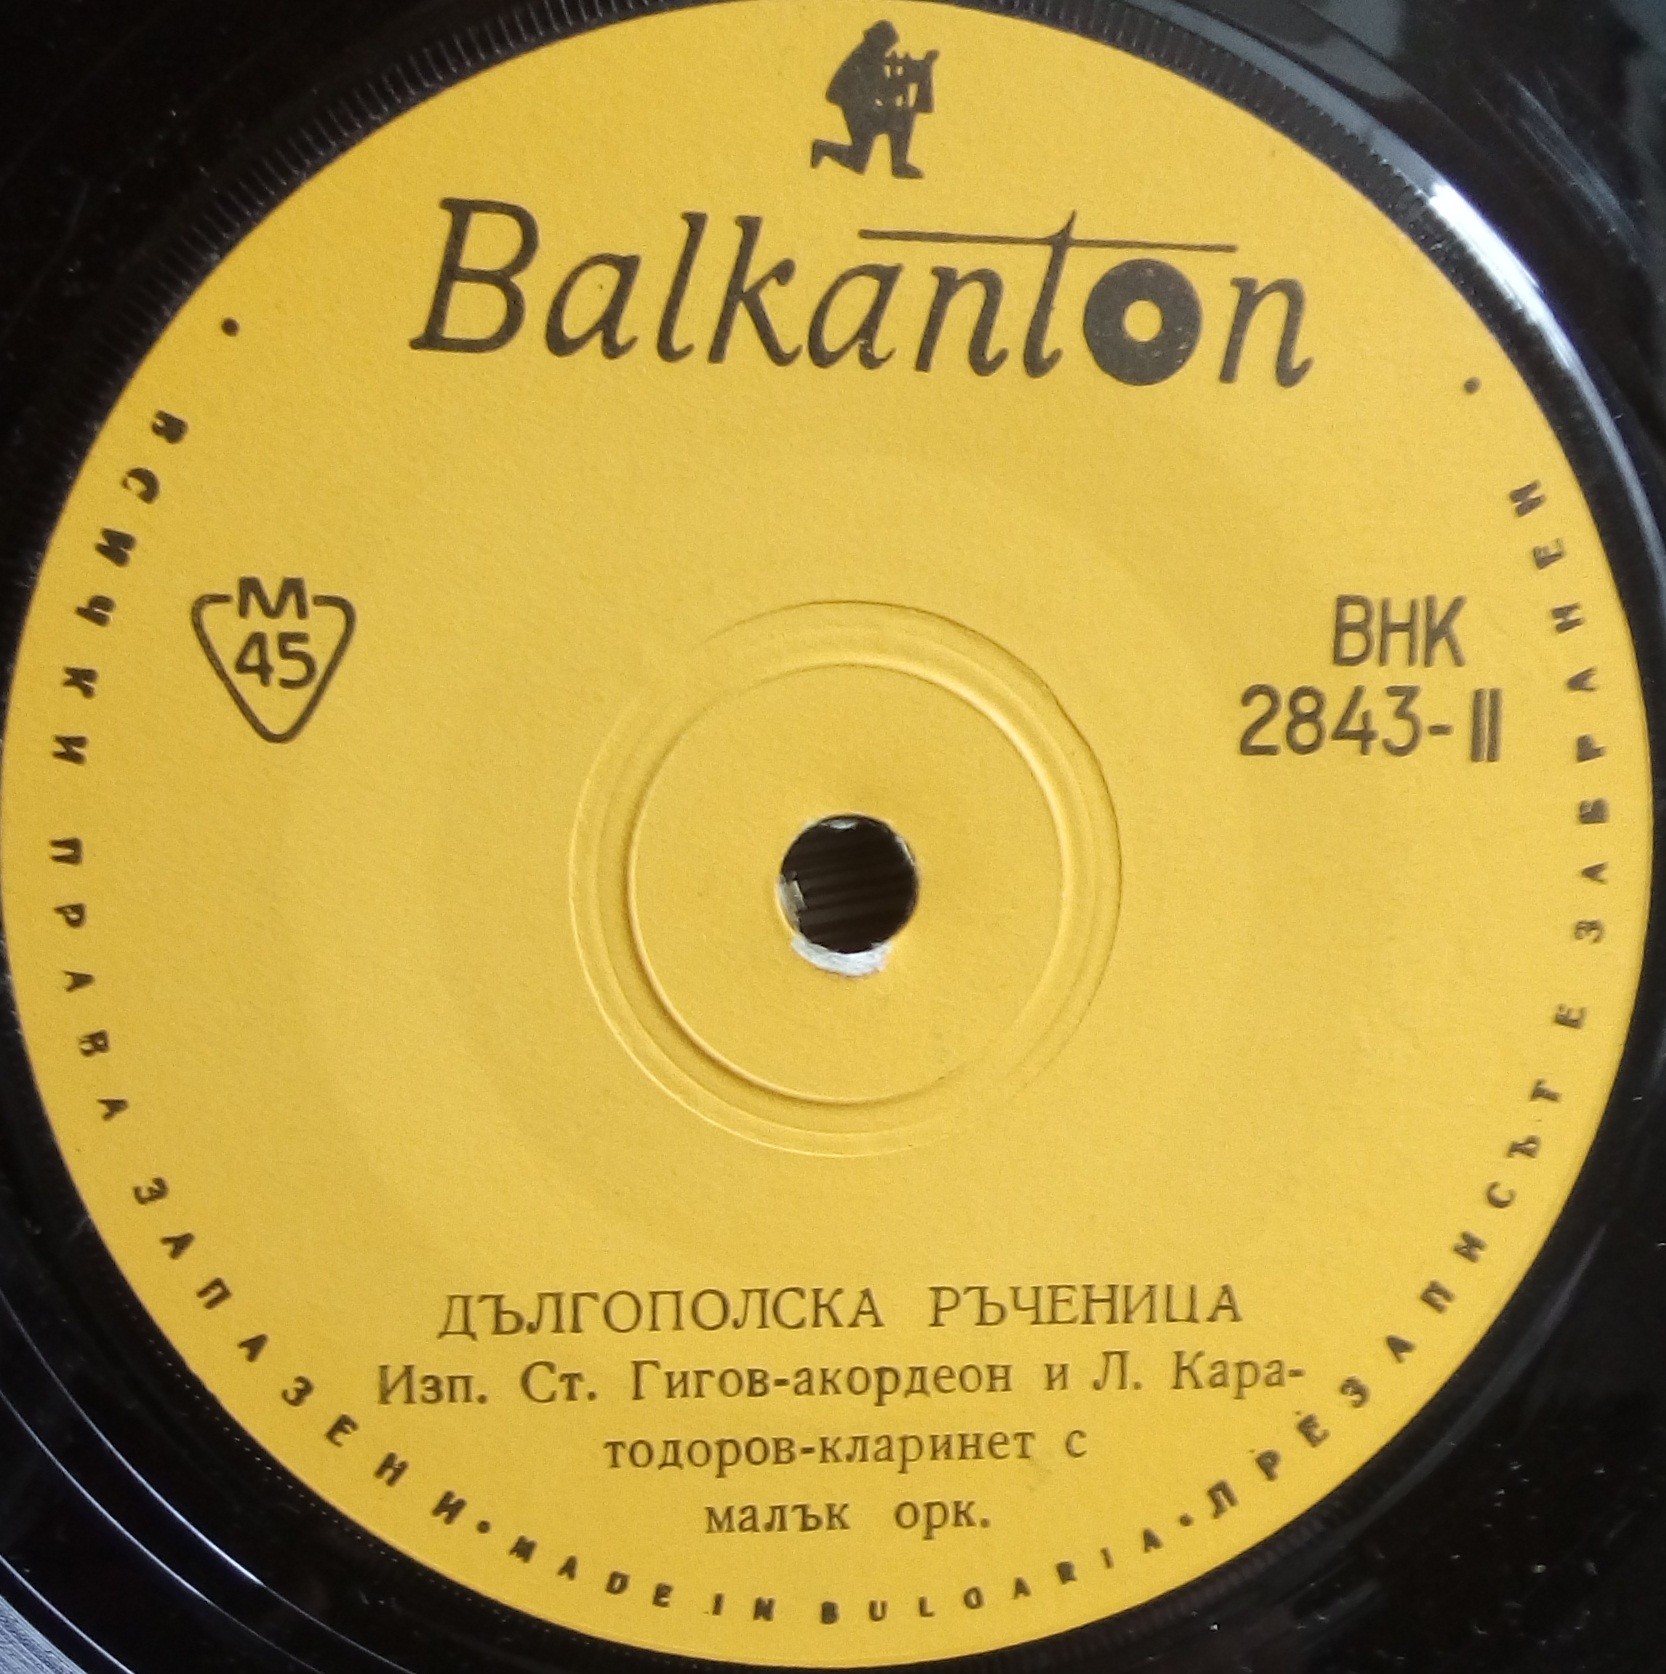 Balkanton
М
45
ВНК
2843-II
ДЪЛГОПОЛСКА РЪЧЕНИЦА
Изп. Ст. Гигов-акордеон и Л. Кара-
тодоров-кларинет с
малък орк.
• ВСИЧКИ ПРАВА ЗАПАЗЕНИ • MADE IN BULGARIA • ПРЕЗАПИСЪТ Е ЗАБРАНЕН •